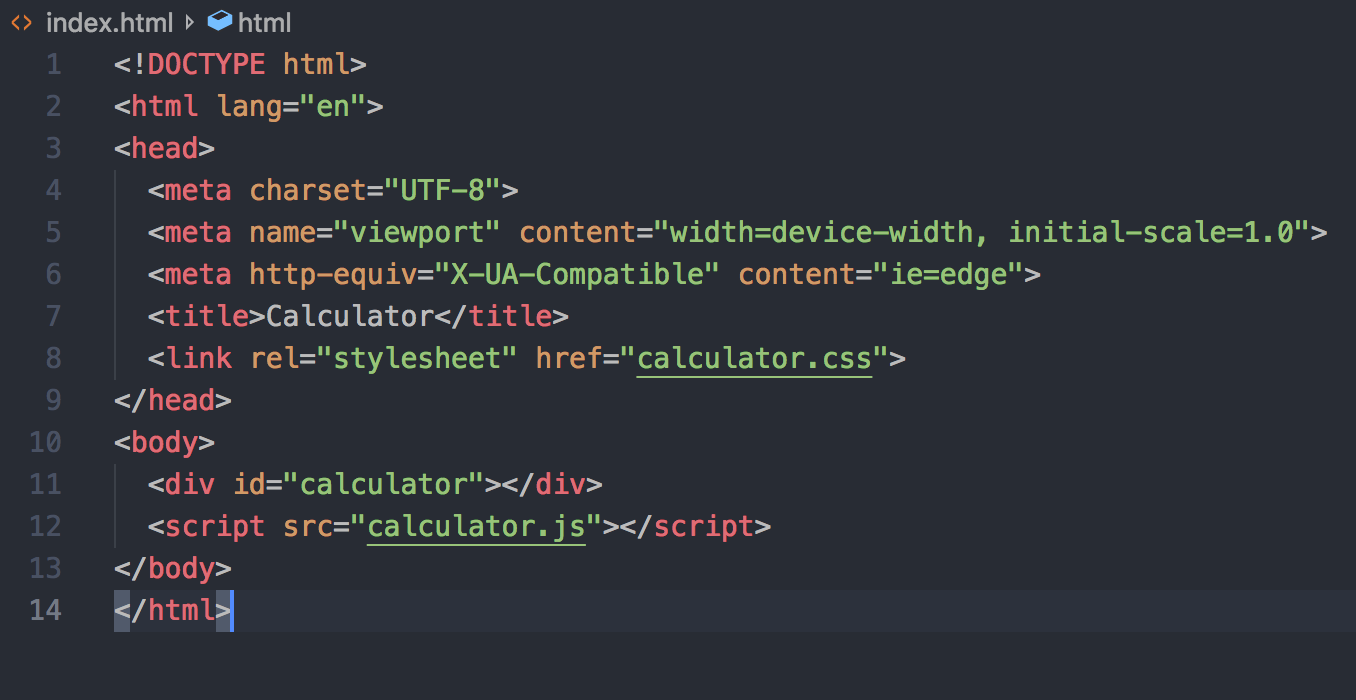 index.html html
1 <!DOCTYPE html>
2 <html lang="en">
3 <head>
4   <meta charset="UTF-8">
5   <meta name="viewport" content="width=device-width, initial-scale=1.0">
6   <meta http-equiv="X-UA-Compatible" content="ie=edge">
7   <title>Calculator</title>
8   <link rel="stylesheet" href="calculator.css">
9 </head>
10 <body>
11   <div id="calculator"></div>
12   <script src="calculator.js"></script>
13 </body>
14 </html>